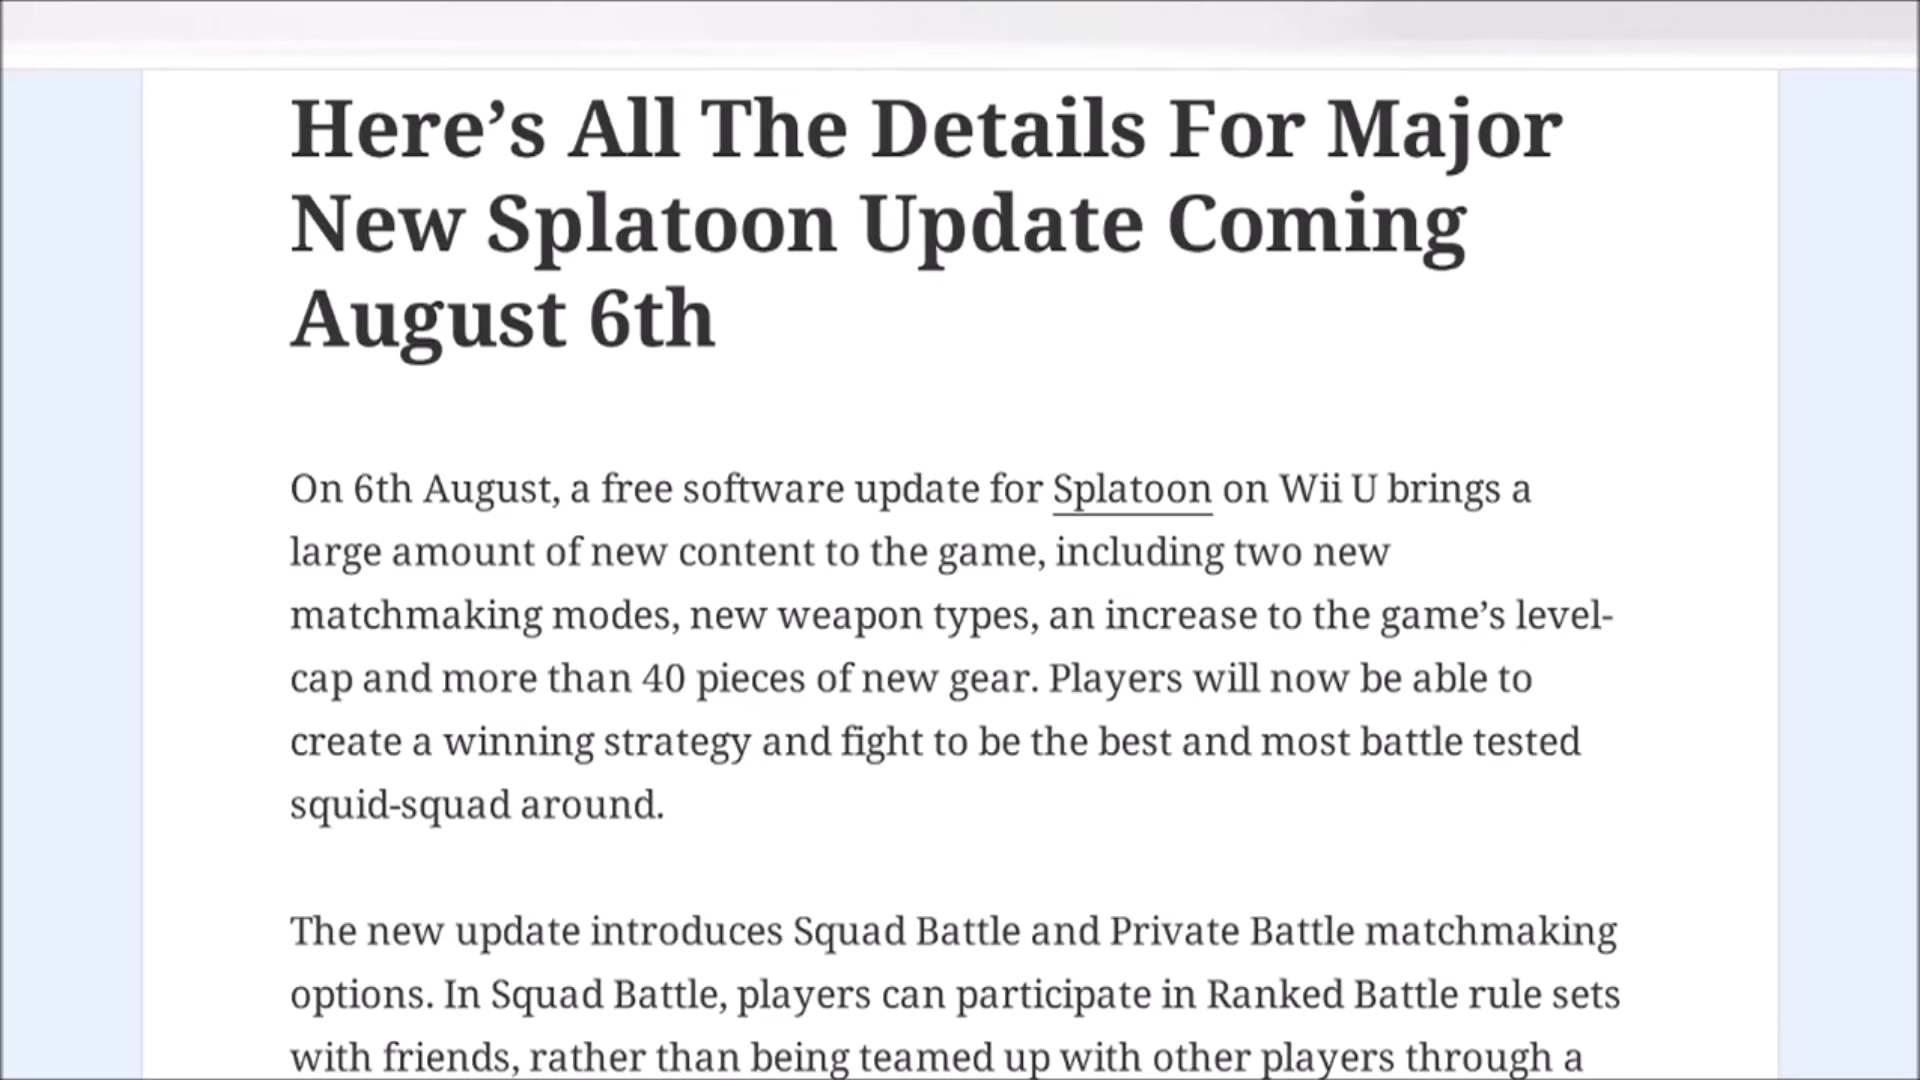 Here’s All The Details For Major
New Splatoon Update Coming
August 6th
On 6th August, a free software update for Splatoon on Wii U brings a
large amount of new content to the game, including two new
matchmaking modes, new weapon types, an increase to the game’s level-
cap and more than 40 pieces of new gear. Players will now be able to
create a winning strategy and fight to be the best and most battle tested
squid-squad around.
The new update introduces Squad Battle and Private Battle matchmaking
options. In Squad Battle, players can participate in Ranked Battle rule sets
with friends, rather than being teamed up with other players through a